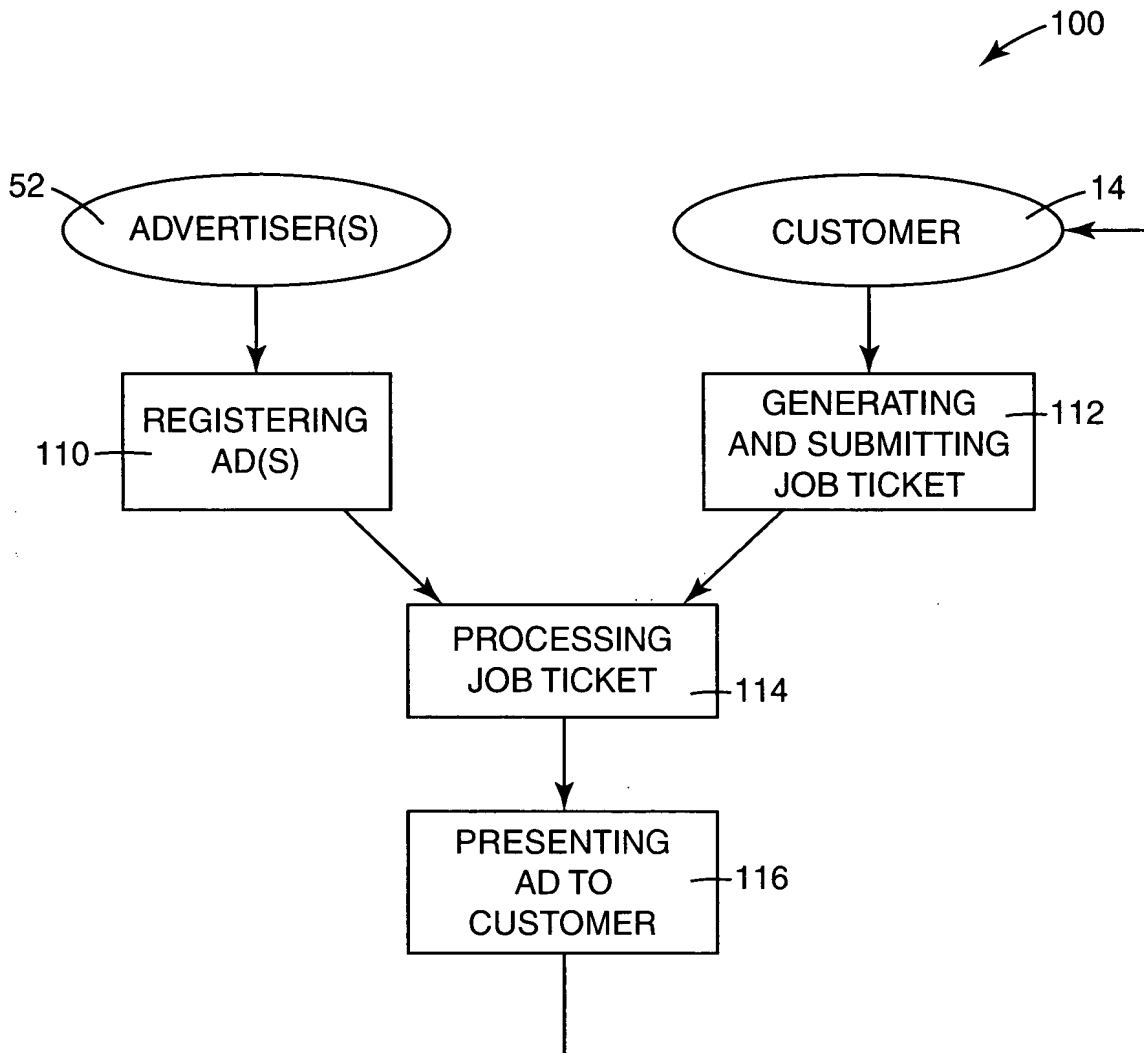 100
52
ADVERTISER(S)
14
CUSTOMER
110
REGISTERING
AD(S)
GENERATING
AND SUBMITTING
JOB TICKET
112
PROCESSING
JOB TICKET
114
PRESENTING
AD TO
CUSTOMER
116